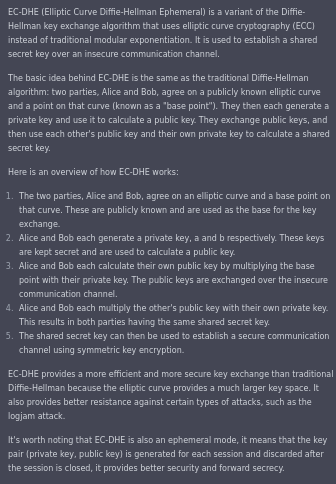 EC-DHE (Elliptic Curve Diffie-Hellman Ephemeral) is a variant of the Diffie-
Hellman key exchange algorithm that uses elliptic curve cryptography (ECC)
instead of traditional modular exponentiation. It is used to establish a shared
secret key over an insecure communication channel.
The basic idea behind EC-DHE is the same as the traditional Diffie-Hellman
algorithm: two parties, Alice and Bob, agree on a publicly known elliptic curve
and a point on that curve (known as a "base point"). They then each generate a
private key and use it to calculate a public key. They exchange public keys, and
then use each other's public key and their own private key to calculate a shared
secret key.
Here is an overview of how EC-DHE works:
1. The two parties, Alice and Bob, agree on an elliptic curve and a base point on
that curve. These are publicly known and are used as the base for the key
exchange.
2. Alice and Bob each generate a private key, a and b respectively. These keys
are kept secret and are used to calculate a public key.
3. Alice and Bob each calculate their own public key by multiplying the base
point with their private key. The public keys are exchanged over the insecure
communication channel.
4. Alice and Bob each multiply the other's public key with their own private key.
This results in both parties having the same shared secret key.
5. The shared secret key can then be used to establish a secure communication
channel using symmetric key encryption.
EC-DHE provides a more efficient and more secure key exchange than traditional
Diffie-Hellman because the elliptic curve provides a much larger key space. It
also provides better resistance against certain types of attacks, such as the
logjam attack.
It's worth noting that EC-DHE is also an ephemeral mode, it means that the key
pair (private key, public key) is generated for each session and discarded after
the session is closed, it provides better security and forward secrecy.